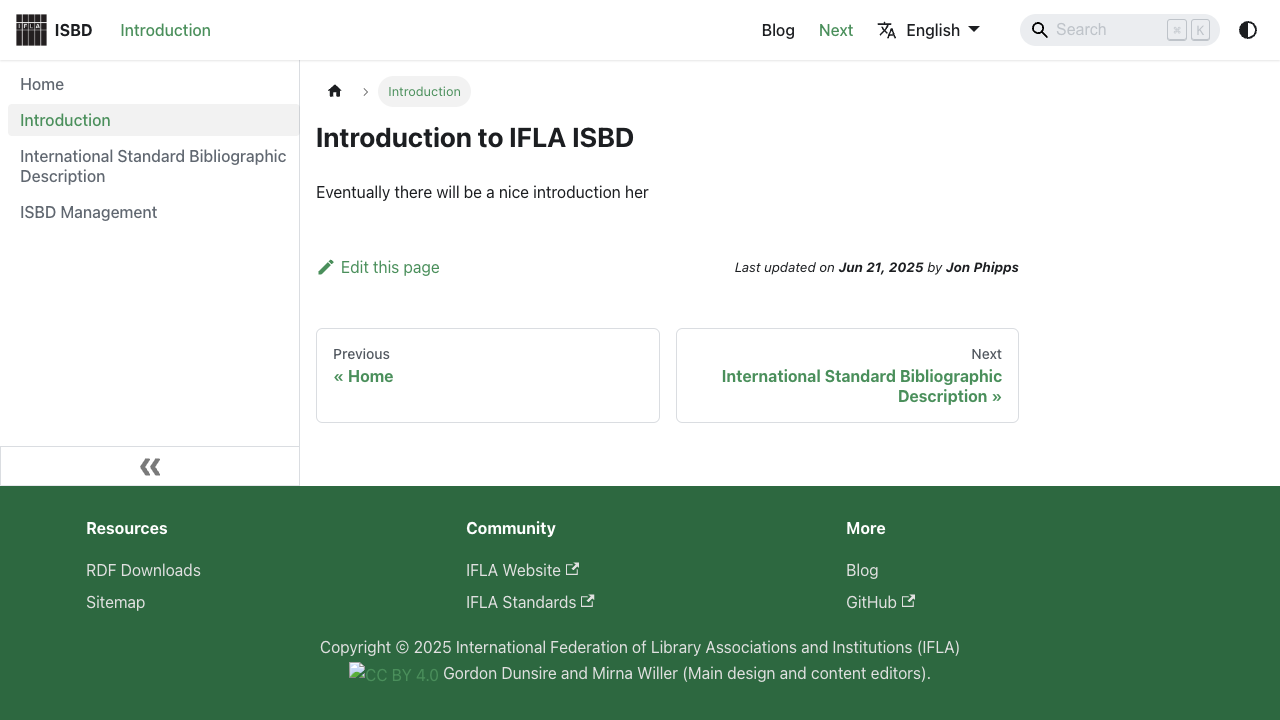 IFLA ISBD Introduction Blog Next English Search ⌘ K
Home
Introduction
International Standard Bibliographic
Description
ISBD Management
Introduction
Introduction to IFLA ISBD
Eventually there will be a nice introduction her
Edit this page
Last updated on Jun 21, 2025 by Jon Phipps
Previous
« Home
Next
International Standard Bibliographic
Description »
«
Resources
RDF Downloads
Sitemap
Community
IFLA Website
IFLA Standards
More
Blog
GitHub
Copyright © 2025 International Federation of Library Associations and Institutions (IFLA)
CC BY 4.0 Gordon Dunsire and Mirna Willer (Main design and content editors).